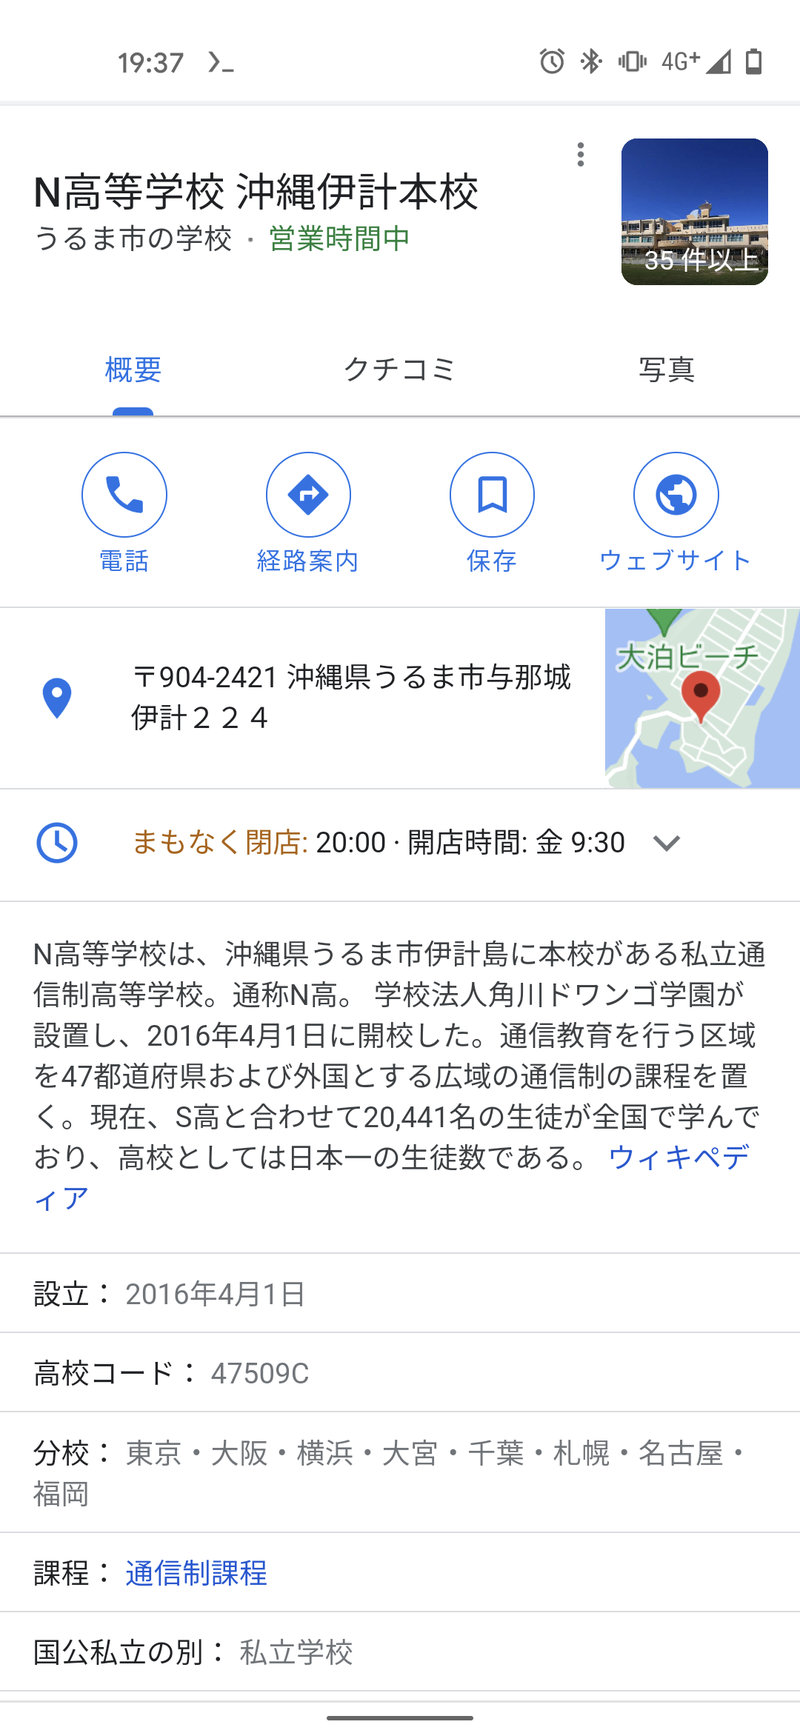 19:37
4G+
N高等学校 沖縄伊計本校
うるま市の学校 · 営業時間中
35 件以上
概要 クチコミ 写真
電話 経路案内 保存 ウェブサイト
〒904-2421 沖縄県うるま市与那城
伊計２２４
大泊ビーチ
まもなく閉店: 20:00 · 開店時間: 金 9:30
N高等学校は、沖縄県うるま市伊計島に本校がある私立通
信制高等学校。通称N高。 学校法人角川ドワンゴ学園が
設置し、2016年4月1日に開校した。通信教育を行う区域
を47都道府県および外国とする広域の通信制の課程を置
く。現在、S高と合わせて20,441名の生徒が全国で学んで
おり、高校としては日本一の生徒数である。 ウィキペデ
ィア
設立： 2016年4月1日
高校コード： 47509C
分校： 東京・大阪・横浜・大宮・千葉・札幌・名古屋・
福岡
課程： 通信制課程
国公私立の別： 私立学校